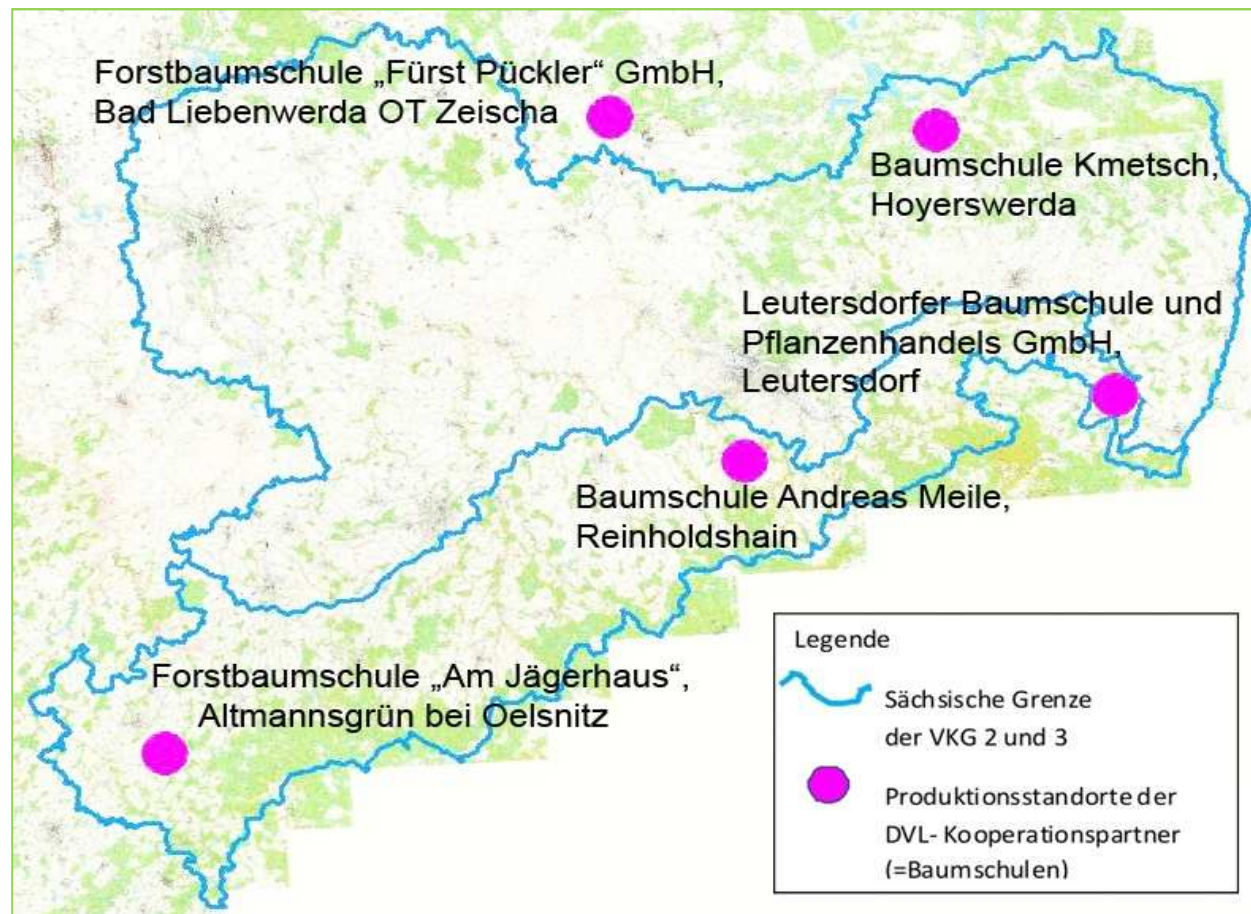 Forstbaumschule „Fürst Pückler“ GmbH,
Bad Liebenwerda OT Zeischa
Baumschule Kmetsch,
Hoyerswerda
Leutersdorfer Baumschule und
Pflanzenhandels GmbH,
Leutersdorf
Baumschule Andreas Meile,
Reinholdshain
Forstbaumschule „Am Jägerhaus“,
Altmannsgrün bei Oelsnitz
Legende
Sächsische Grenze
der VKG 2 und 3
Produktionsstandorte der
DVL- Kooperationspartner
(=Baumschulen)